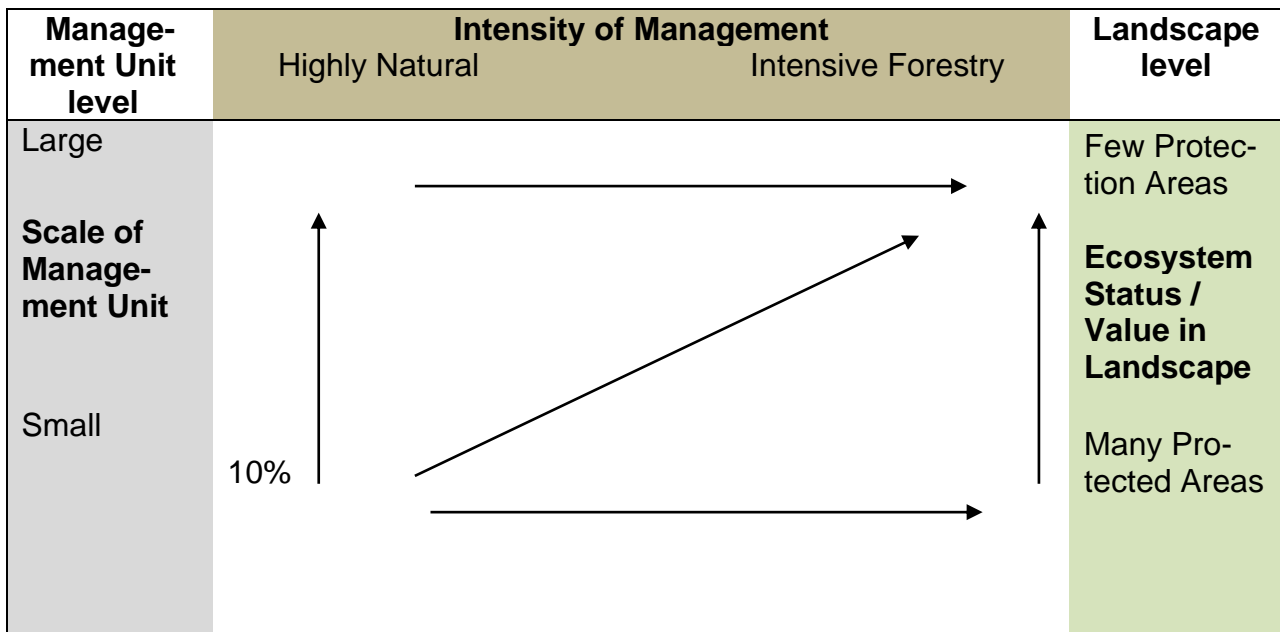 Manage-
ment Unit
level
Intensity of Management
Highly Natural Intensive Forestry
Landscape
level
Large
Scale of
Manage-
ment Unit
Small
10%
Few Protec-
tion Areas
Ecosystem
Status /
Value in
Landscape
Many Pro-
tected Areas